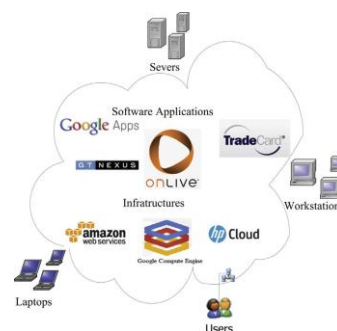 Severs
Software Applications
Google Apps
TradeCard
GT NEXUS
onLive
Infratructures
Workstation
amazon
web services
Google Compute Engine
hp Cloud
Laptops
Users